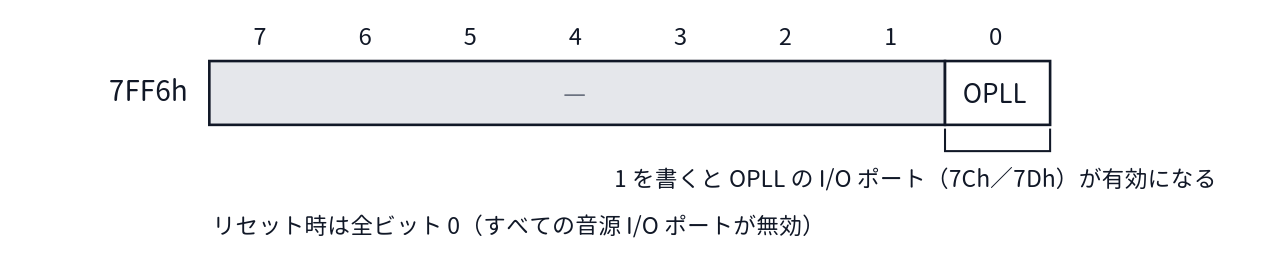 7 6 5 4 3 2 1 0
7FF6h — OPLL
1 を書くと OPLL の I/O ポート（7Ch／7Dh）が有効になる
リセット時は全ビット 0（すべての音源 I/O ポートが無効）